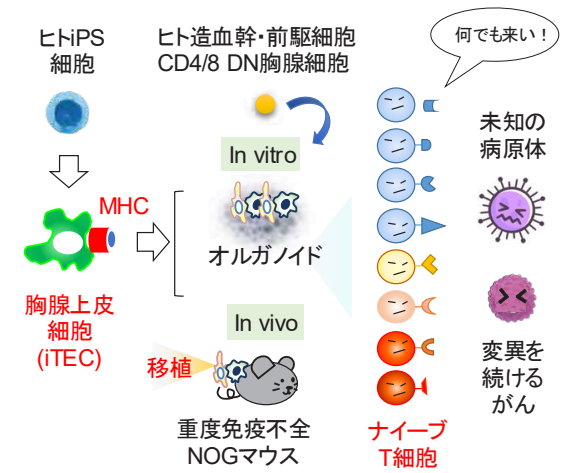 ヒトiPS
細胞
MHC
胸腺上皮
細胞
(iTEC)
ヒト造血幹・前駆細胞
CD4/8 DN胸腺細胞
In vitro
オルガノイド
In vivo
移植
重度免疫不全
NOGマウス
何でも来い！
ナイーブ
T細胞
未知の
病原体
変異を
続ける
がん